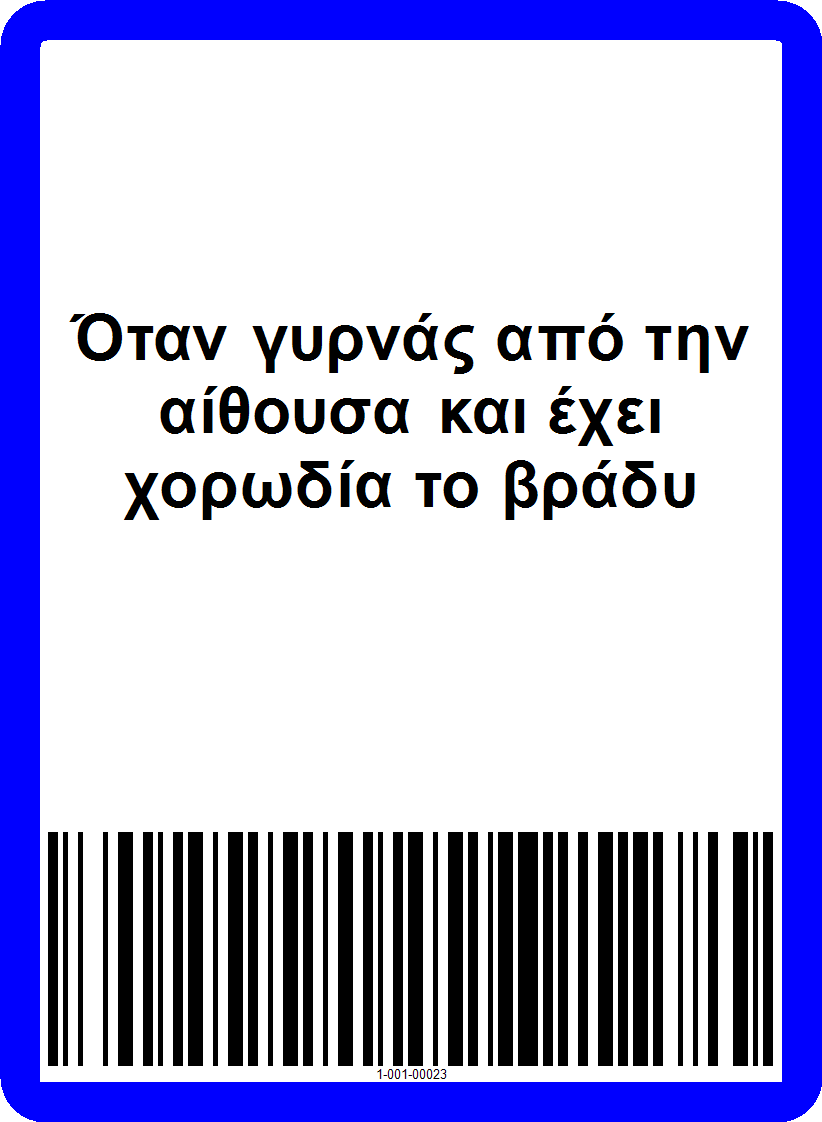 Όταν γυρνάς από την
αίθουσα και έχει
χορωδία το βράδυ
1-001-00023